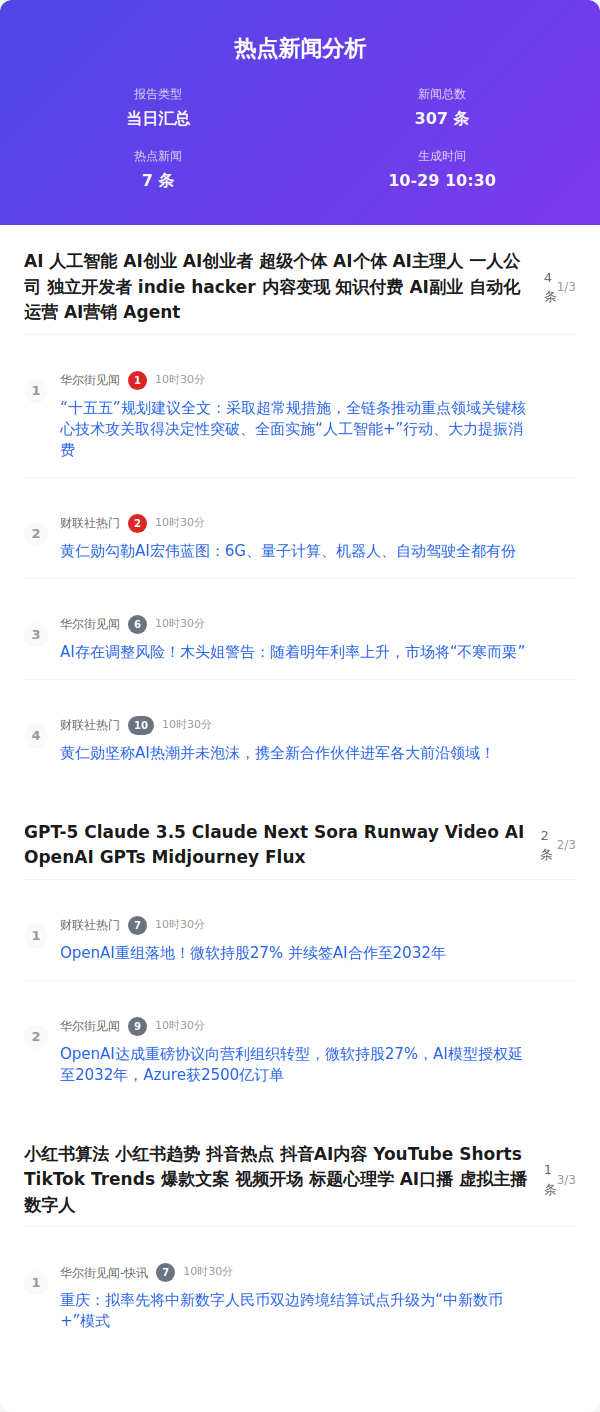 热点新闻分析
报告类型
当日汇总
新闻总数
307 条
热点新闻
7 条
生成时间
10-29 10:30
AI 人工智能 AI创业 AI创业者 超级个体 AI个体 AI主理人 一人公
司 独立开发者 indie hacker 内容变现 知识付费 AI副业 自动化
运营 AI营销 Agent
4
条
1/3
1
华尔街见闻 1 10时30分
“十五五”规划建议全文：采取超常规措施，全链条推动重点领域关键核
心技术攻关取得决定性突破、全面实施“人工智能+”行动、大力提振消
费
2
财联社热门 2 10时30分
黄仁勋勾勒AI宏伟蓝图：6G、量子计算、机器人、自动驾驶全都有份
3
华尔街见闻 6 10时30分
AI存在调整风险！木头姐警告：随着明年利率上升，市场将“不寒而栗”
4
财联社热门 10 10时30分
黄仁勋坚称AI热潮并未泡沫，携全新合作伙伴进军各大前沿领域！
GPT-5 Claude 3.5 Claude Next Sora Runway Video AI
OpenAI GPTs Midjourney Flux
2
条
2/3
1
财联社热门 7 10时30分
OpenAI重组落地！微软持股27% 并续签AI合作至2032年
2
华尔街见闻 9 10时30分
OpenAI达成重磅协议向营利组织转型，微软持股27%，AI模型授权延
至2032年，Azure获2500亿订单
小红书算法 小红书趋势 抖音热点 抖音AI内容 YouTube Shorts
TikTok Trends 爆款文案 视频开场 标题心理学 AI口播 虚拟主播
数字人
1
条
3/3
1
华尔街见闻-快讯 7 10时30分
重庆：拟率先将中新数字人民币双边跨境结算试点升级为“中新数币
+”模式